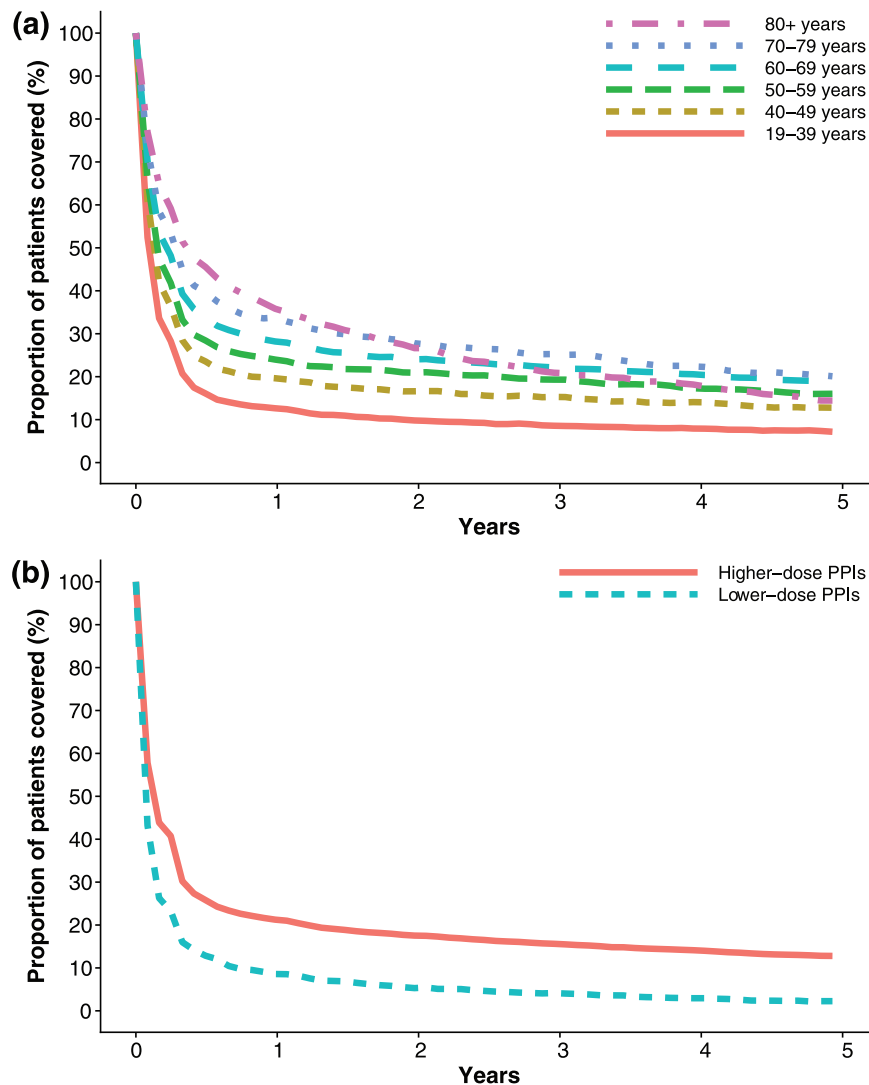 (a)
Proportion of patients covered (%)
100
90
80
70
60
50
40
30
20
10
0
80+ years
70–79 years
60–69 years
50–59 years
40–49 years
19–39 years
0 1 2 3 4 5
Years
(b)
Proportion of patients covered (%)
100
90
80
70
60
50
40
30
20
10
0
Higher–dose PPIs
Lower–dose PPIs
0 1 2 3 4 5
Years